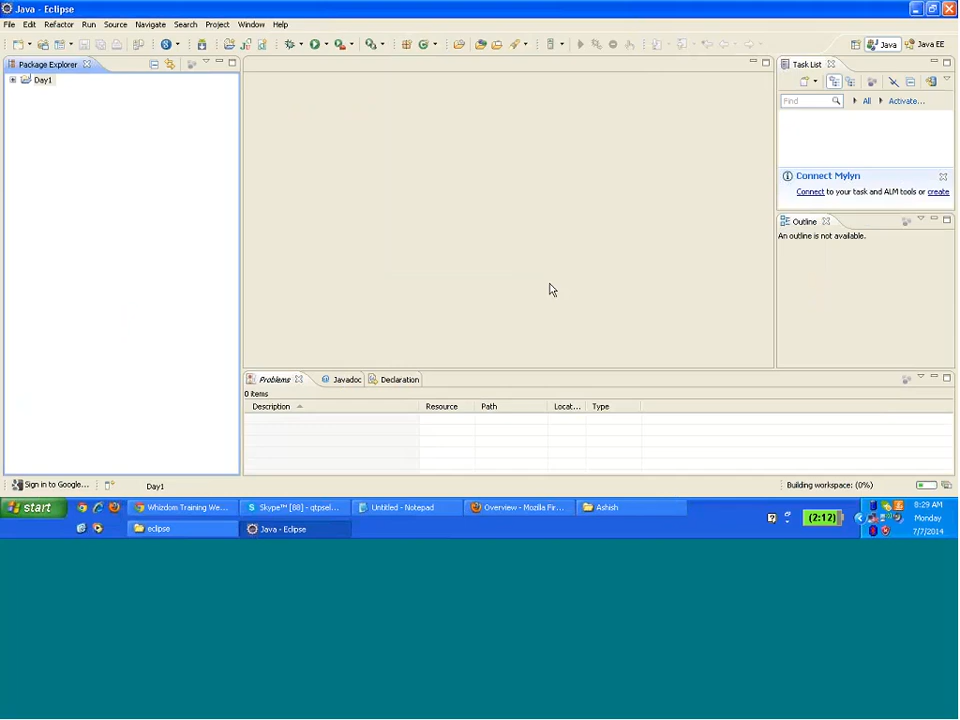 Java - Eclipse
File Edit Refactor Run Source Navigate Search Project Window Help
Java Java EE
Package Explorer
Day1
Task List
Find All Activate...
Connect Mylyn
Connect to your task and ALM tools or create
Outline
An outline is not available.
Problems Javadoc Declaration
0 items
Description Resource Path Locat... Type
Sign in to Google... Day1 Building workspace: (0%)
start Whizdom Training We... Skype™ [88] - qtpsel... Untitled - Notepad Overview - Mozilla Fir... Ashish
eclipse Java - Eclipse
(2:12)
8:29 AM
Monday
7/7/2014